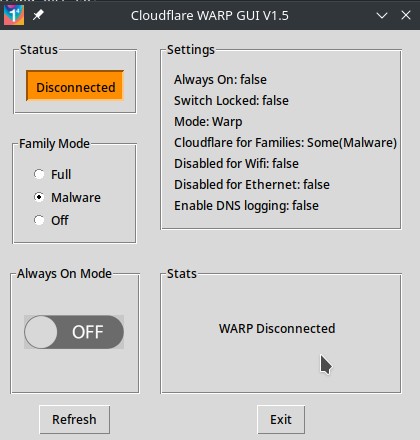 Cloudflare WARP GUI V1.5
Status
Disconnected
Settings
Always On: false
Switch Locked: false
Mode: Warp
Cloudflare for Families: Some(Malware)
Disabled for Wifi: false
Disabled for Ethernet: false
Enable DNS logging: false
Family Mode
Full
Malware
Off
Always On Mode
OFF
Stats
WARP Disconnected
Refresh
Exit